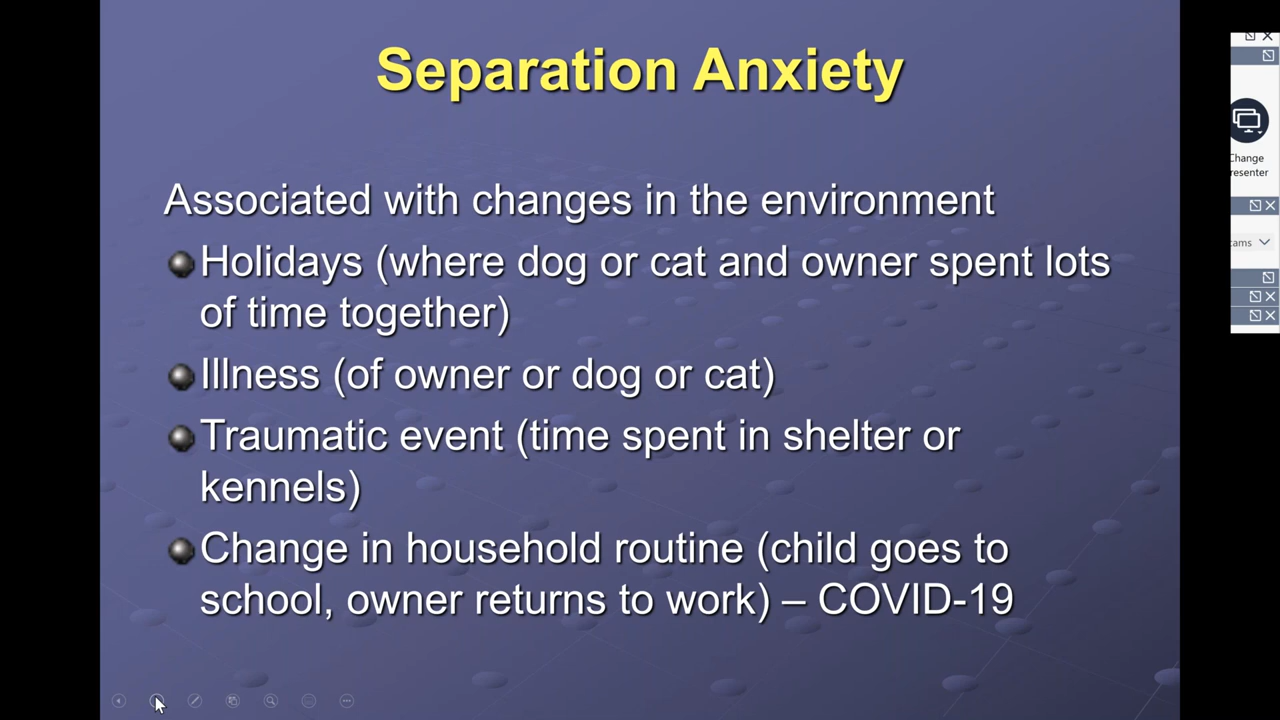 Separation Anxiety
Associated with changes in the environment
Holidays (where dog or cat and owner spent lots
of time together)
Illness (of owner or dog or cat)
Traumatic event (time spent in shelter or
kennels)
Change in household routine (child goes to
school, owner returns to work) – COVID-19
Change
resenter
ams